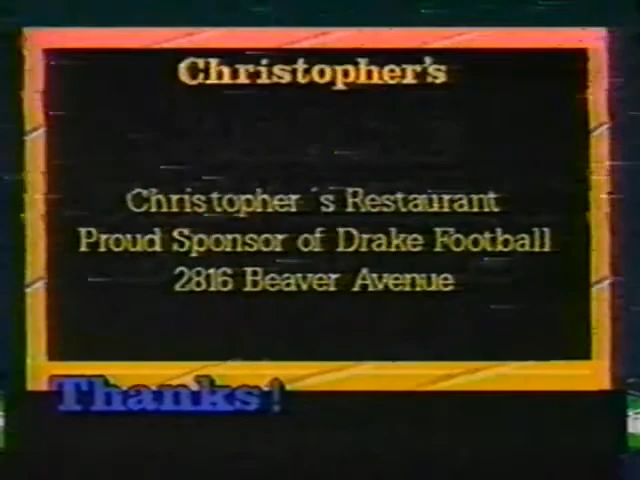 Christopher's
Christopher 's Restaurant
Proud Sponsor of Drake Football
2816 Beaver Avenue
Thanks!